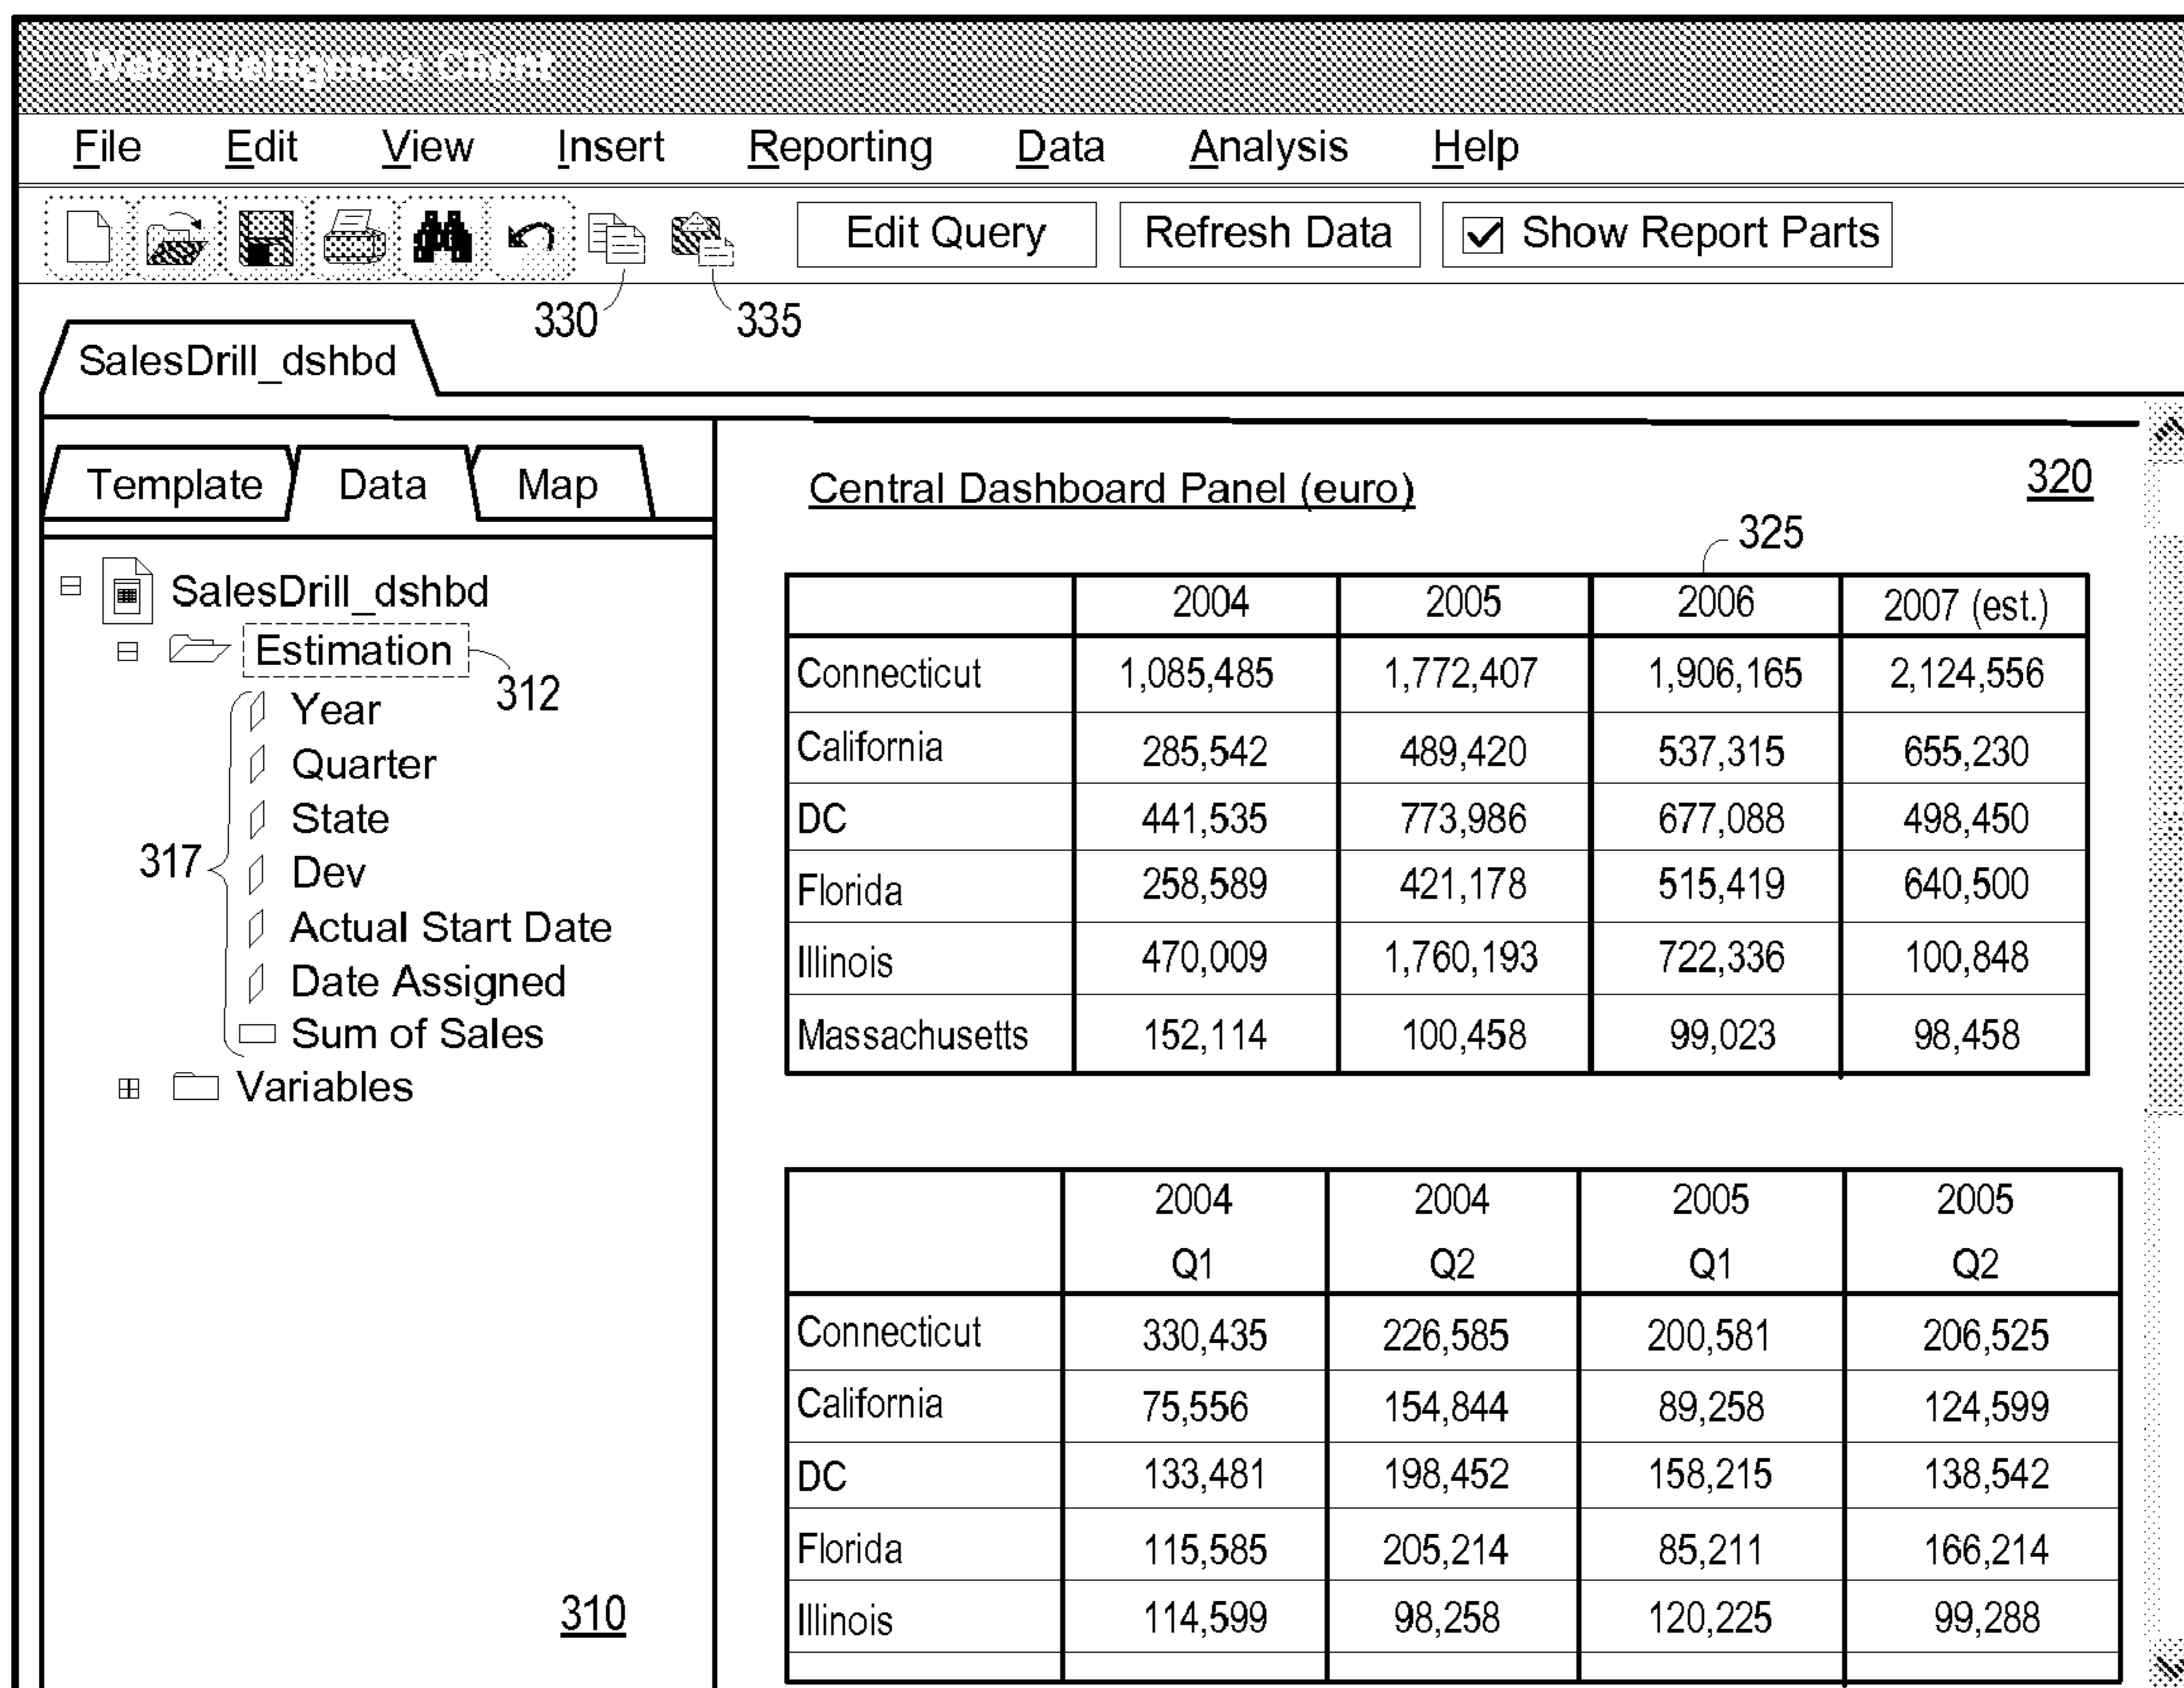 Web Intelligence Client
File Edit View Insert Reporting Data Analysis Help
Edit Query Refresh Data Show Report Parts
330 335
SalesDrill_dshbd
Template Data Map
SalesDrill_dshbd
Estimation
312
Year
Quarter
State
317
Dev
Actual Start Date
Date Assigned
Sum of Sales
Variables
310
Central Dashboard Panel (euro) 320
325
2004 2005 2006 2007 (est.)
Connecticut 1,085,485 1,772,407 1,906,165 2,124,556
California 285,542 489,420 537,315 655,230
DC 441,535 773,986 677,088 498,450
Florida 258,589 421,178 515,419 640,500
Illinois 470,009 1,760,193 722,336 100,848
Massachusetts 152,114 100,458 99,023 98,458
2004 2004 2005 2005
Q1 Q2 Q1 Q2
Connecticut 330,435 226,585 200,581 206,525
California 75,556 154,844 89,258 124,599
DC 133,481 198,452 158,215 138,542
Florida 115,585 205,214 85,211 166,214
Illinois 114,599 98,258 120,225 99,288